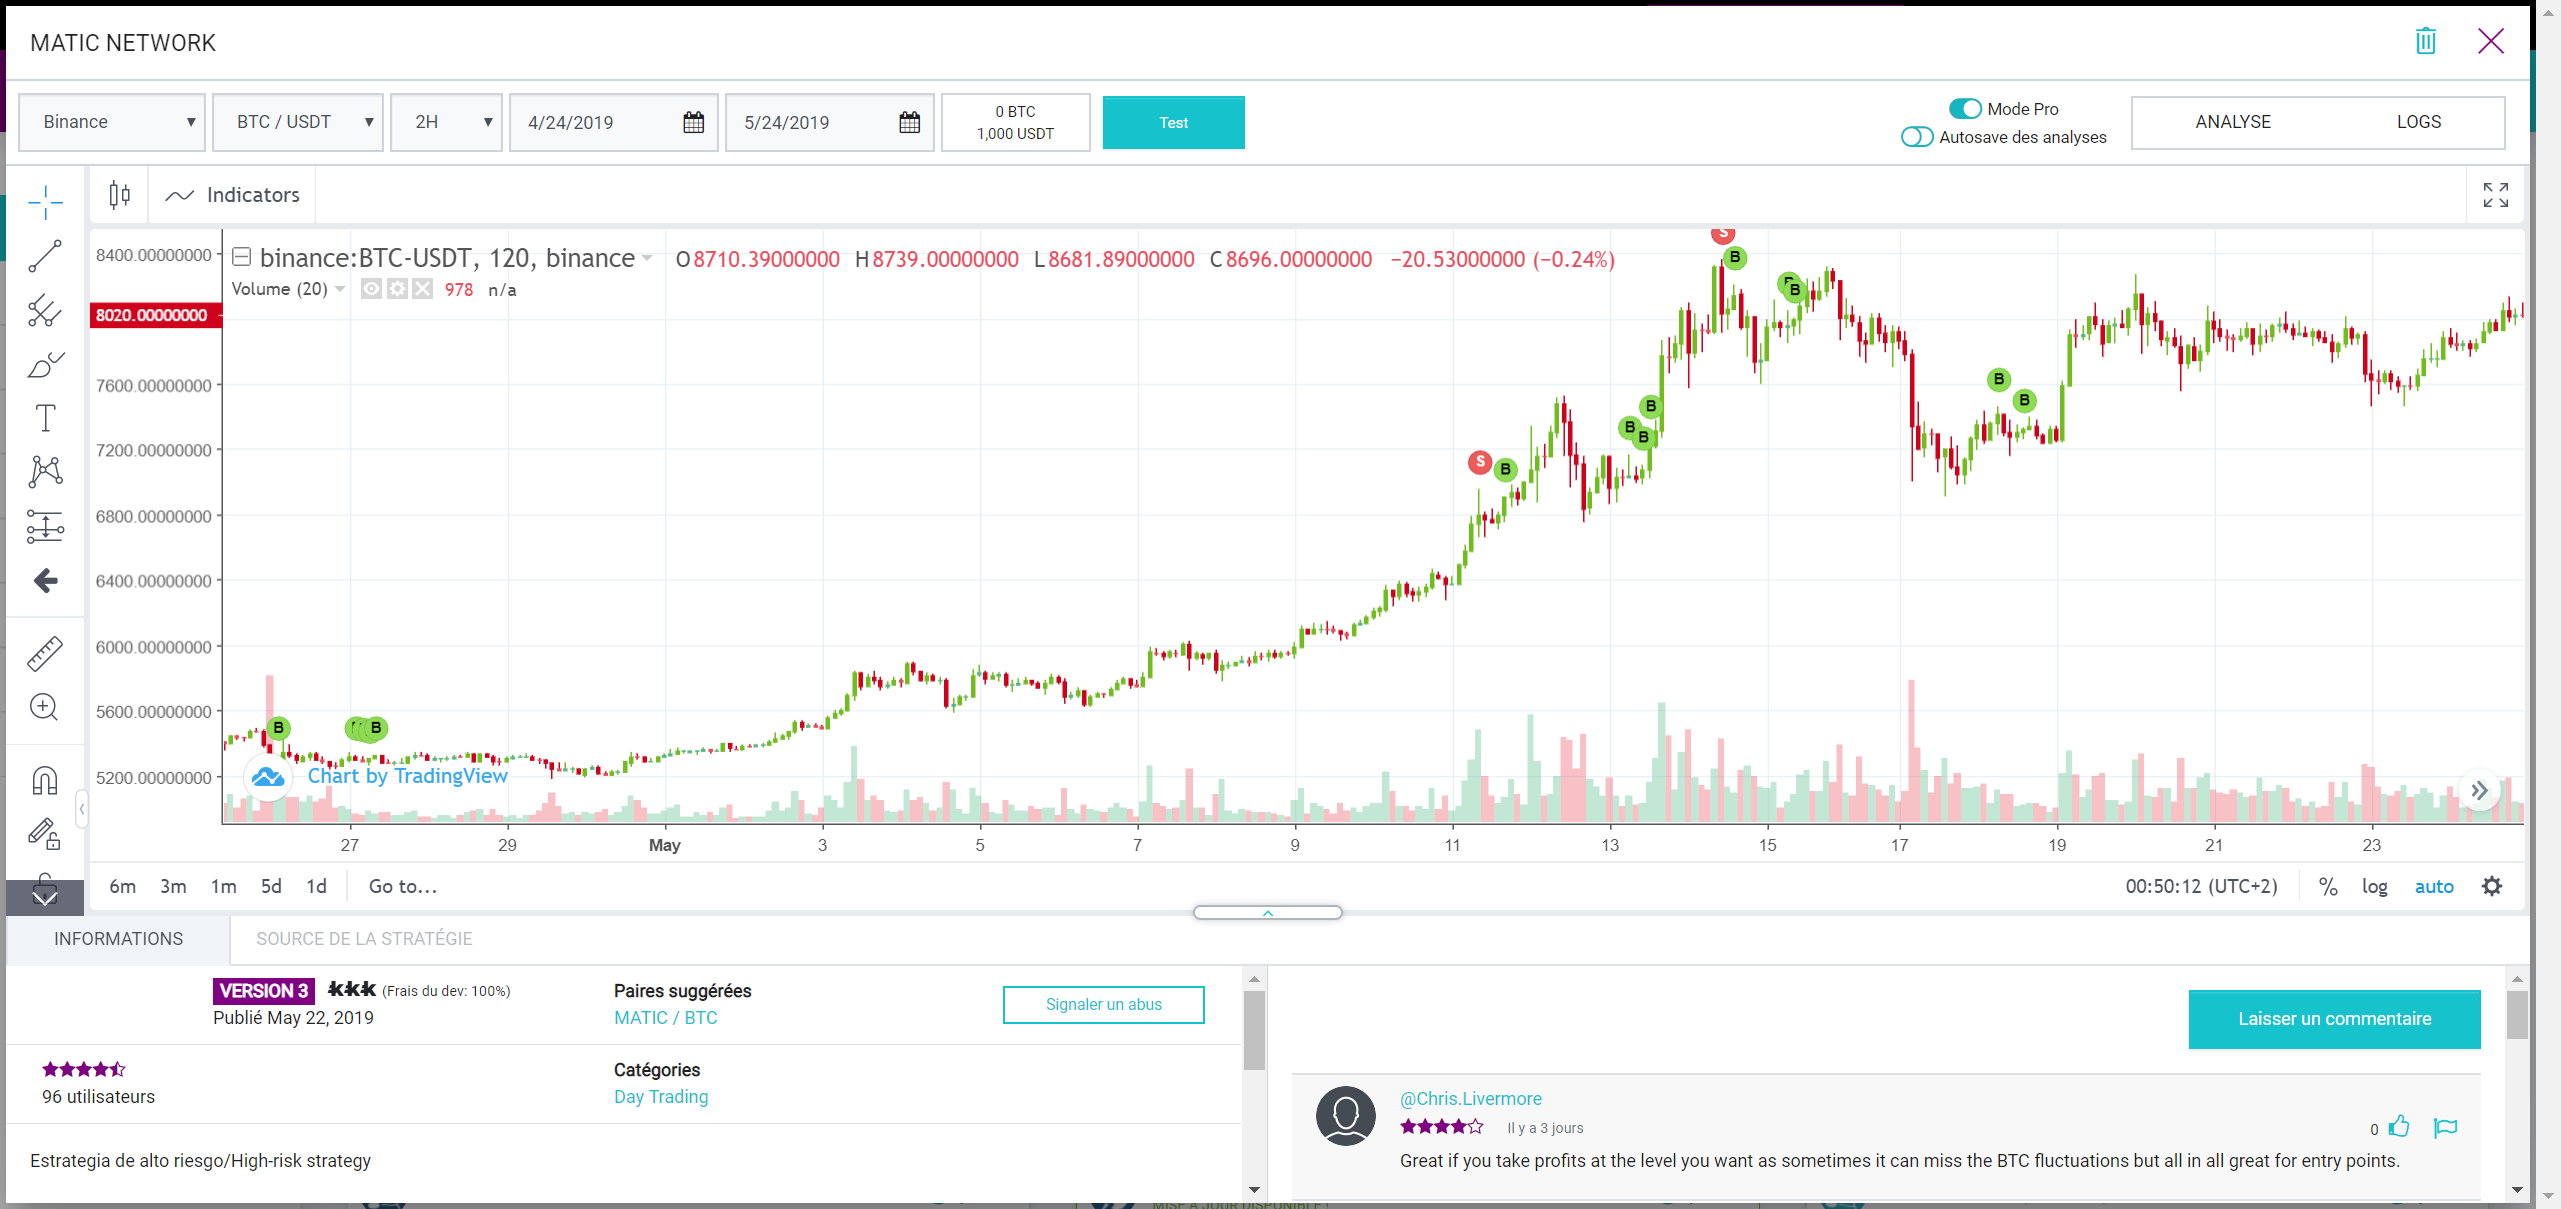 MATIC NETWORK
Binance
BTC / USDT
2H
4/24/2019
5/24/2019
0 BTC
1,000 USDT
Test
Mode Pro
Autosave des analyses
ANALYSE
LOGS
Indicators
binance:BTC-USDT, 120, binance
O8710.39000000 H8739.00000000 L8681.89000000 C8696.00000000 −20.53000000 (−0.24%)
Volume (20)
978 n/a
8400.00000000
8020.00000000
7600.00000000
7200.00000000
6800.00000000
6400.00000000
6000.00000000
5600.00000000
5200.00000000
B
B
S
B
B
B
B
S
B
B
B
B
Chart by TradingView
27 29 May 3 5 7 9 11 13 15 17 19 21 23
6m 3m 1m 5d 1d Go to...
00:50:12 (UTC+2) % log auto
INFORMATIONS
SOURCE DE LA STRATÉGIE
VERSION 3 (Frais du dev: 100%)
Publié May 22, 2019
Paires suggérées
MATIC / BTC
Signaler un abus
96 utilisateurs
Catégories
Day Trading
Estrategia de alto riesgo/High-risk strategy
Laisser un commentaire
@Chris.Livermore
Il y a 3 jours
0
Great if you take profits at the level you want as sometimes it can miss the BTC fluctuations but all in all great for entry points.
MISE À JOUR DISPONIBLE !